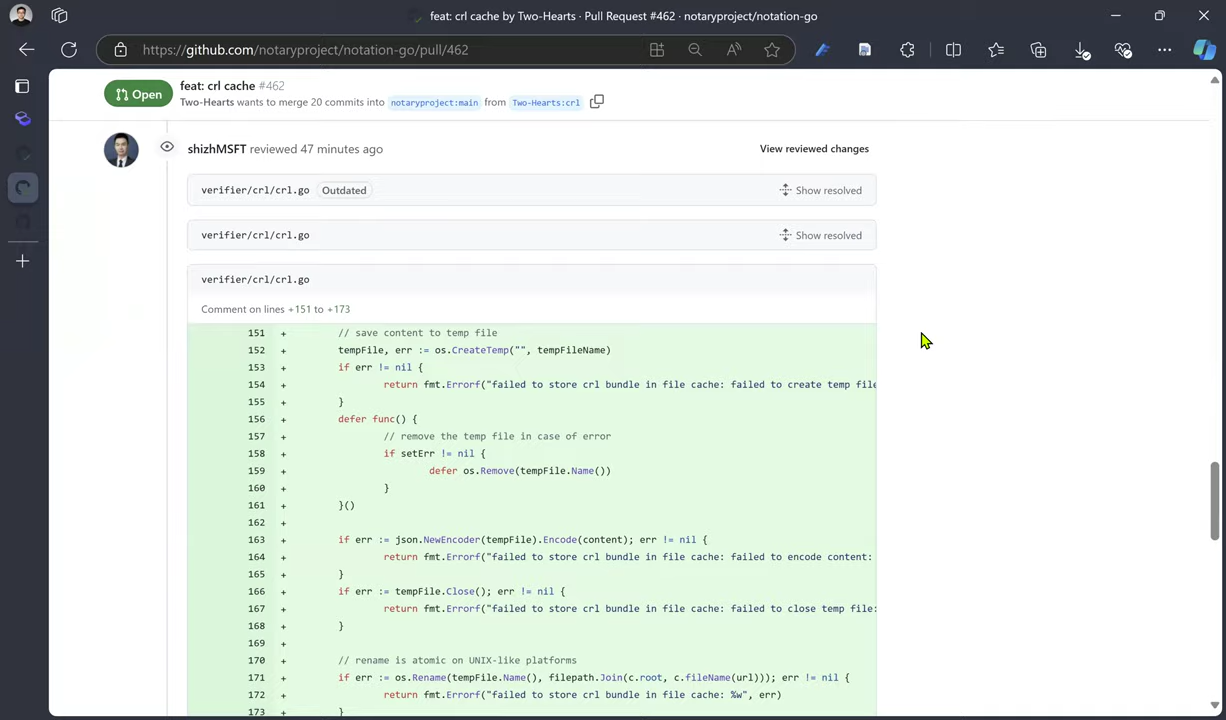 feat: crl cache by Two-Hearts · Pull Request #462 · notaryproject/notation-go
https://github.com/notaryproject/notation-go/pull/462
Open
feat: crl cache #462
Two-Hearts wants to merge 20 commits into notaryproject:main from Two-Hearts:crl
shizhMSFT reviewed 47 minutes ago
View reviewed changes
verifier/crl/crl.go Outdated
Show resolved
verifier/crl/crl.go
Show resolved
verifier/crl/crl.go
Comment on lines +151 to +173
151 + // save content to temp file
152 + tempFile, err := os.CreateTemp("", tempFileName)
153 + if err != nil {
154 + return fmt.Errorf("failed to store crl bundle in file cache: failed to create temp file
155 + }
156 + defer func() {
157 + // remove the temp file in case of error
158 + if setErr != nil {
159 + defer os.Remove(tempFile.Name())
160 + }
161 + }()
162 +
163 + if err := json.NewEncoder(tempFile).Encode(content); err != nil {
164 + return fmt.Errorf("failed to store crl bundle in file cache: failed to encode content:
165 + }
166 + if err := tempFile.Close(); err != nil {
167 + return fmt.Errorf("failed to store crl bundle in file cache: failed to close temp file:
168 + }
169 +
170 + // rename is atomic on UNIX-like platforms
171 + if err := os.Rename(tempFile.Name(), filepath.Join(c.root, c.fileName(url))); err != nil {
172 + return fmt.Errorf("failed to store crl bundle in file cache: %w", err)
173 + }